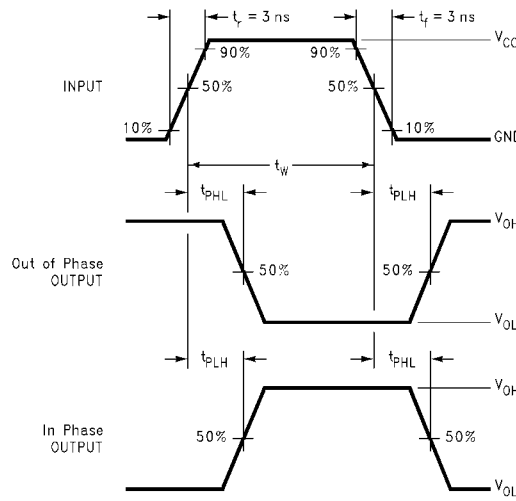 t_r = 3 ns
t_f = 3 ns
V_CC
90%
90%
INPUT
50%
50%
10%
10%
GND
t_W
t_PHL
t_PLH
V_OH
Out of Phase
OUTPUT
50%
50%
V_OL
t_PLH
t_PHL
V_OH
In Phase
OUTPUT
50%
50%
V_OL